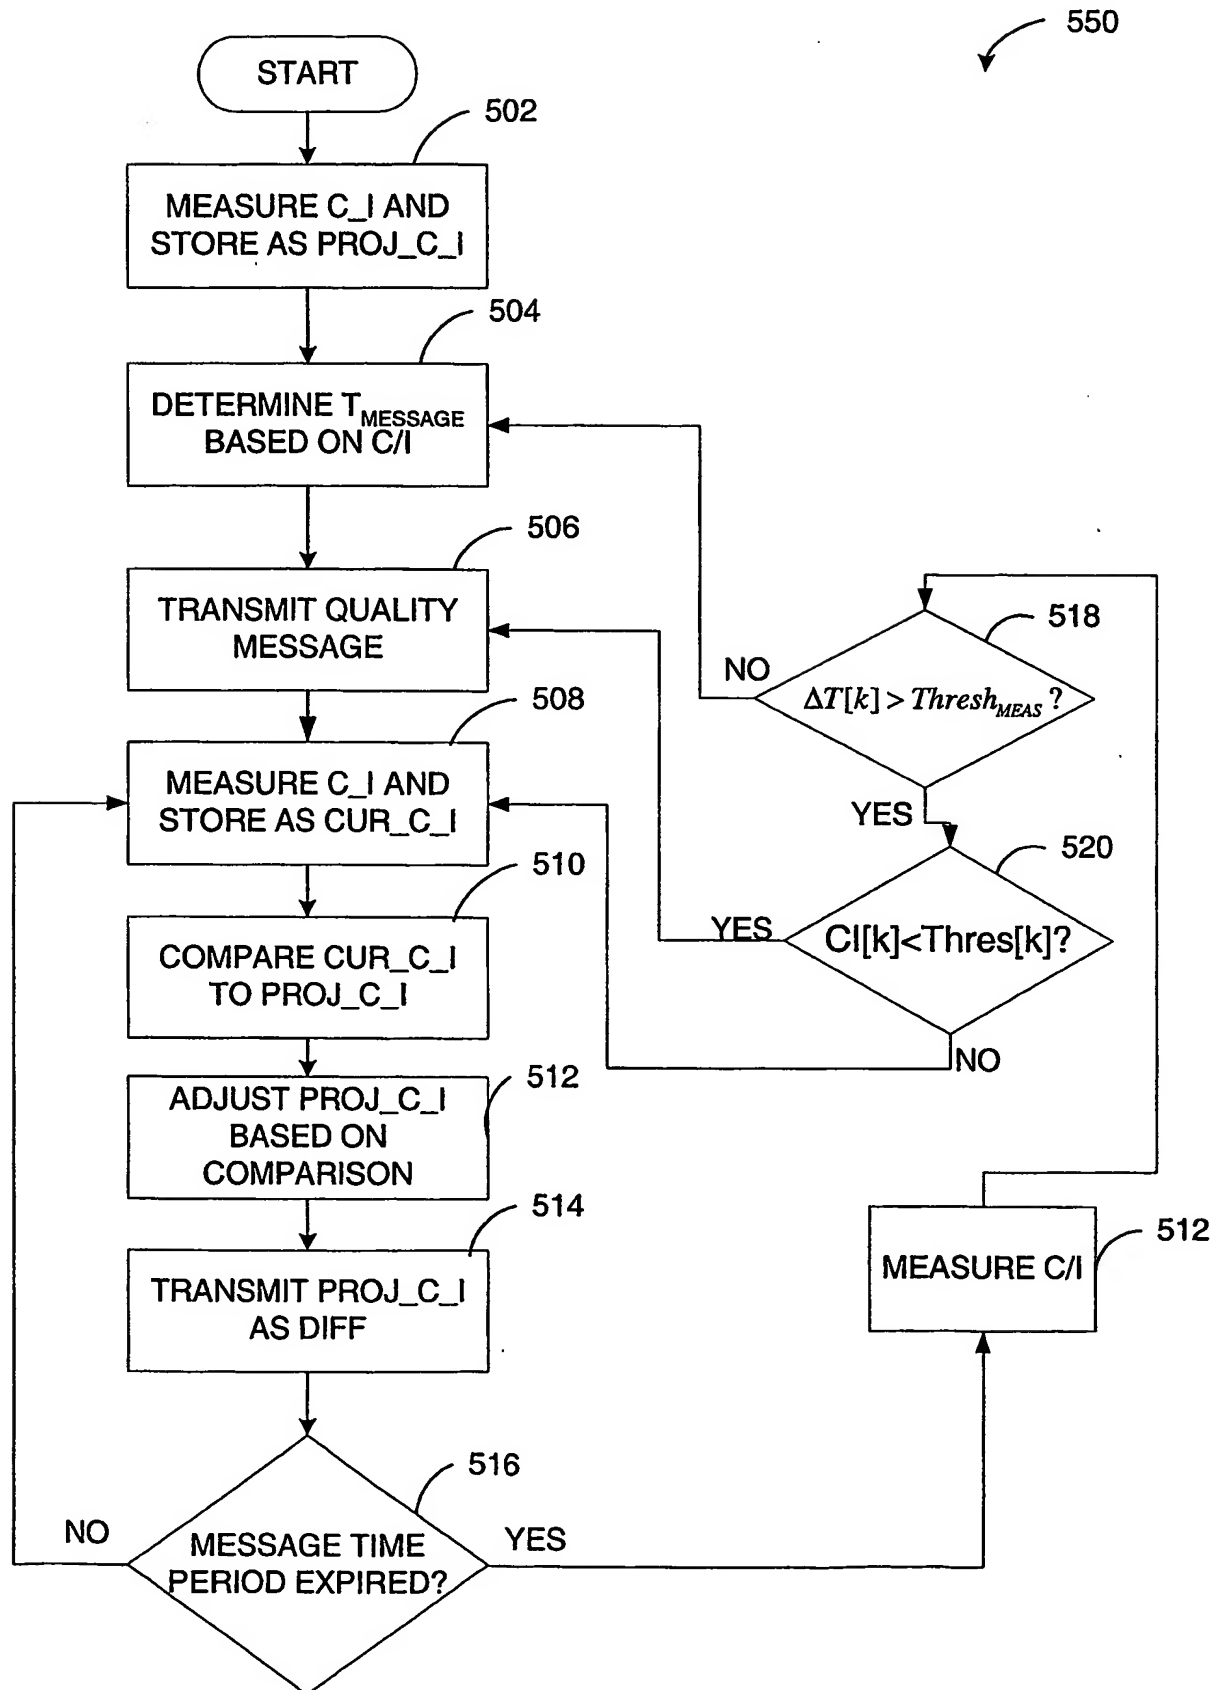 550
START
502
MEASURE C_I AND
STORE AS PROJ_C_I
504
DETERMINE T_MESSAGE
BASED ON C/I
506
TRANSMIT QUALITY
MESSAGE
518
NO
ΔT[k] > Thresh_MEAS ?
YES
508
MEASURE C_I AND
STORE AS CUR_C_I
520
YES
CI[k]<Thres[k]?
NO
510
COMPARE CUR_C_I
TO PROJ_C_I
512
ADJUST PROJ_C_I
BASED ON
COMPARISON
514
TRANSMIT PROJ_C_I
AS DIFF
512
MEASURE C/I
516
NO
MESSAGE TIME
PERIOD EXPIRED?
YES